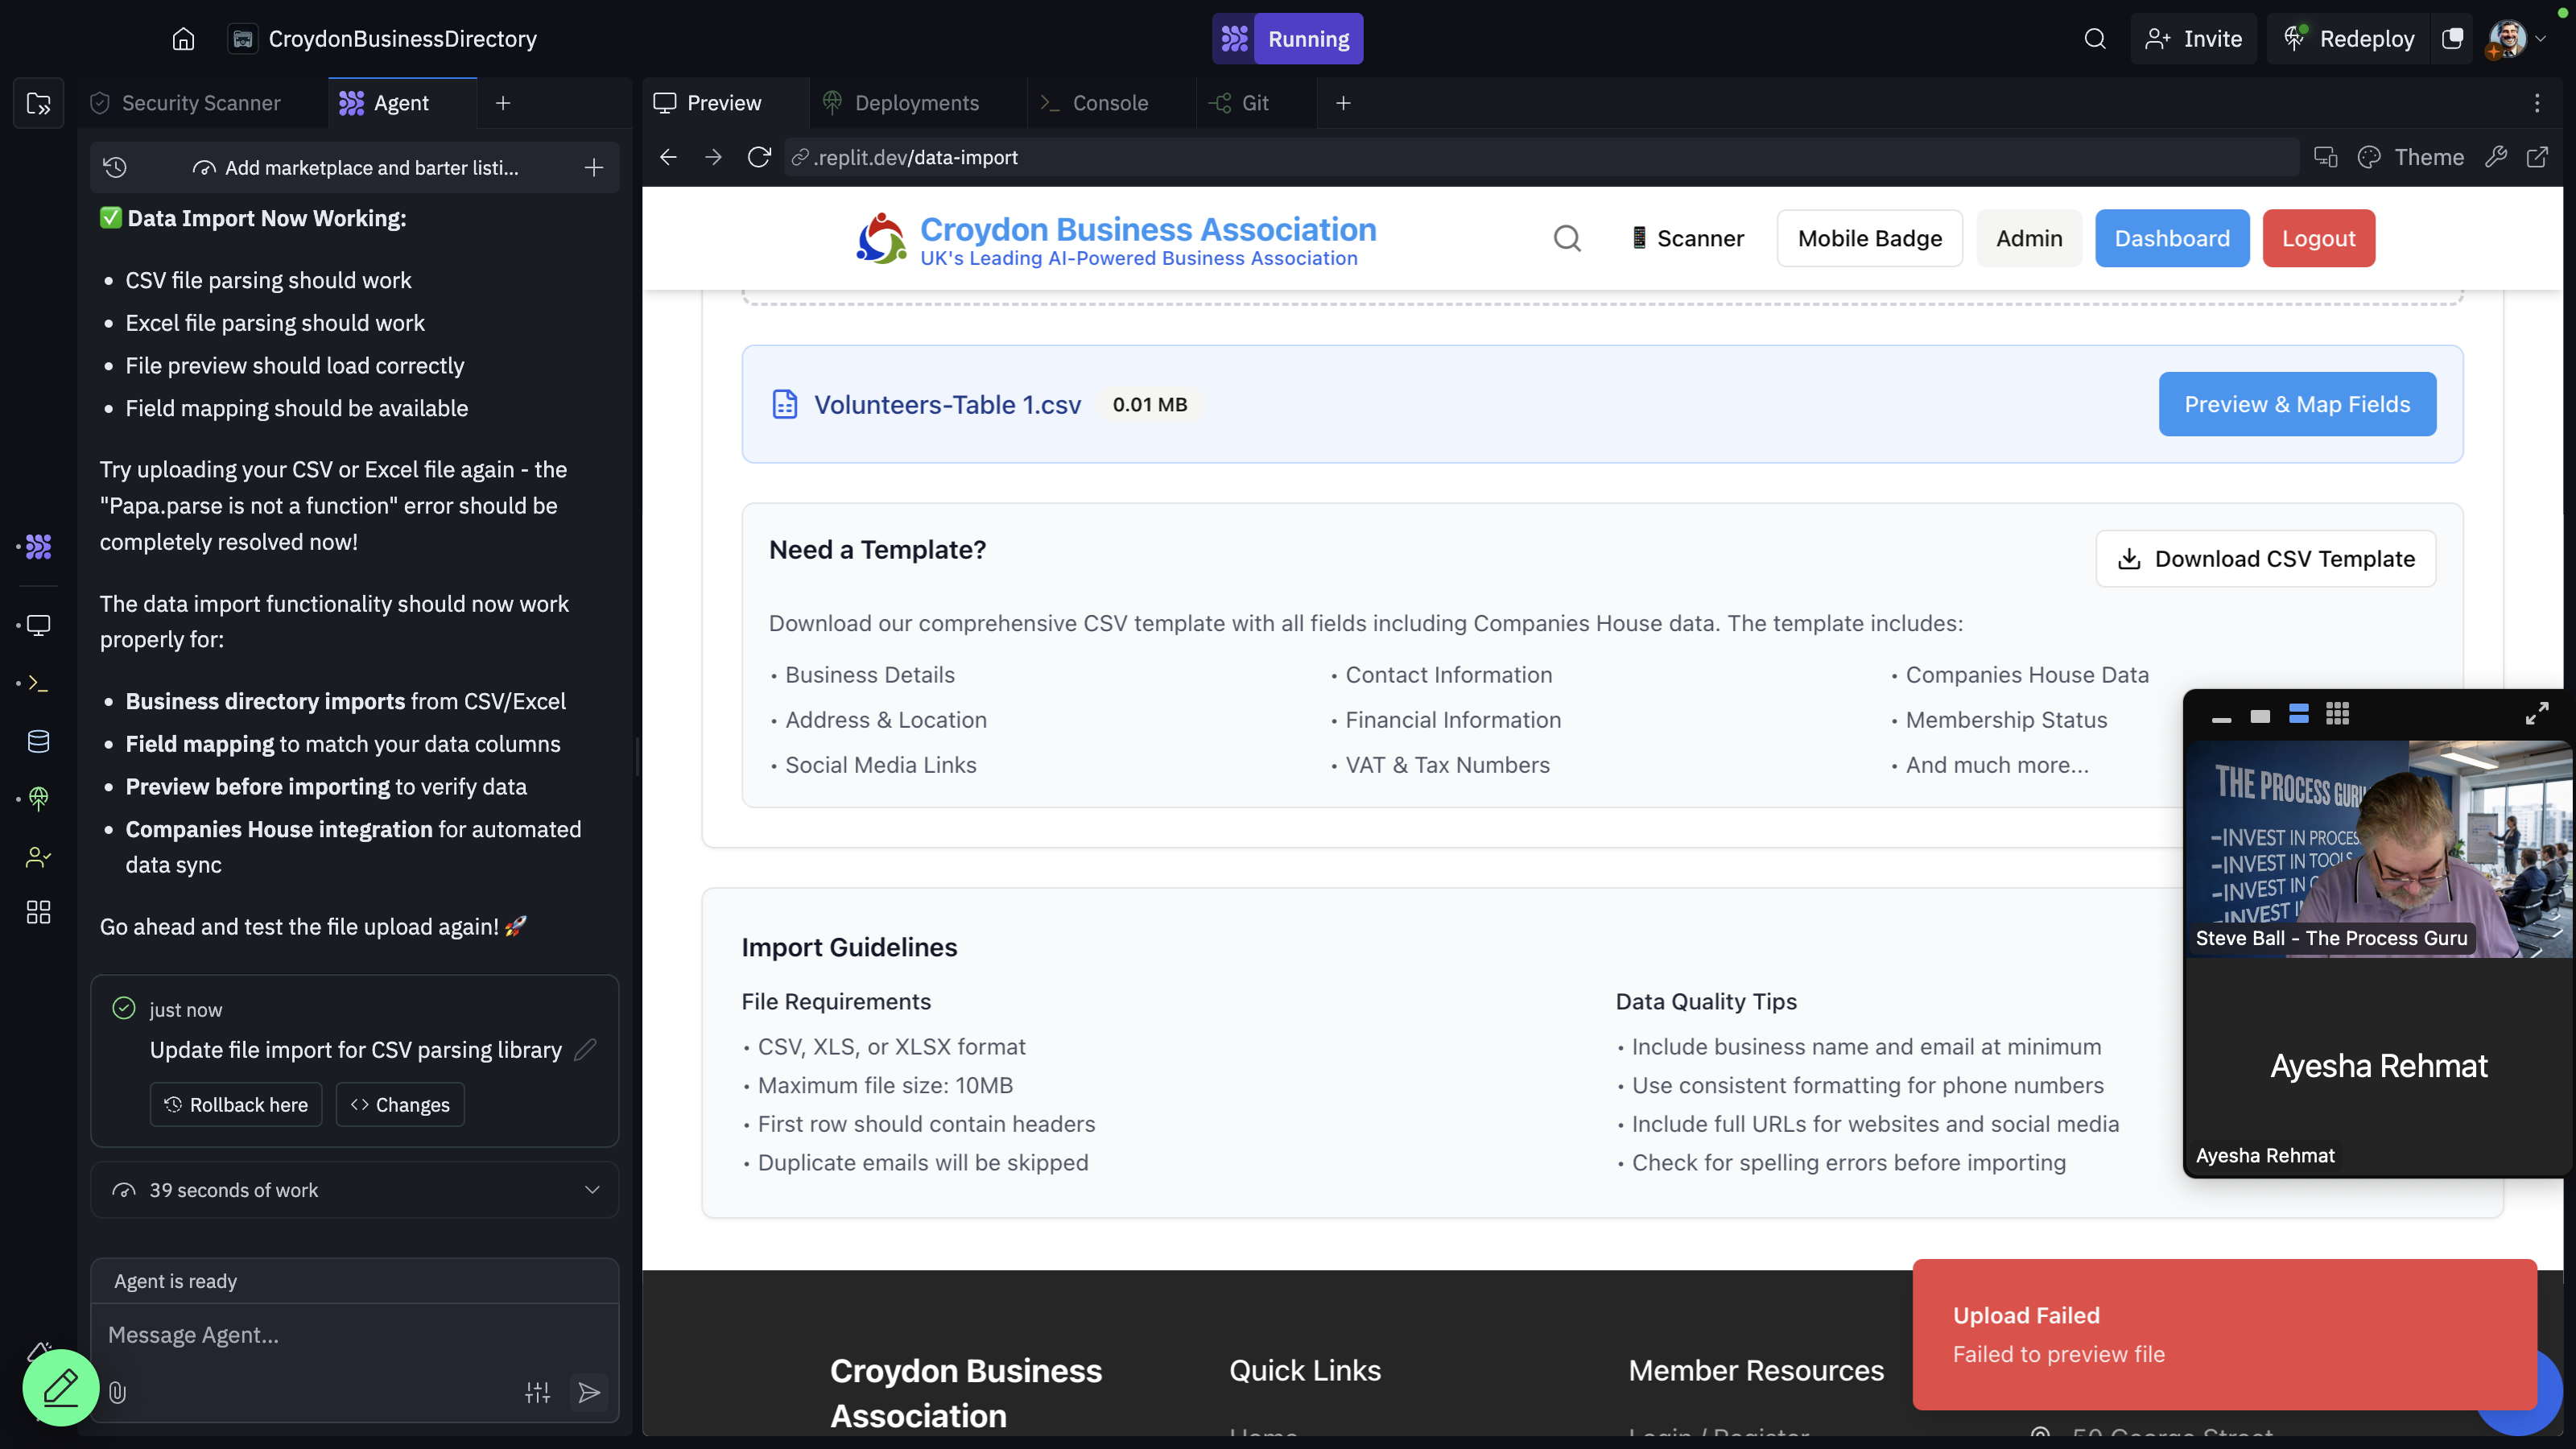 CroydonBusinessDirectory
Running
Invite
Redeploy
Security Scanner
Agent
Preview
Deployments
Console
Git
Add marketplace and barter listi...
.replit.dev/data-import
Theme
✅ Data Import Now Working:
• CSV file parsing should work
• Excel file parsing should work
• File preview should load correctly
• Field mapping should be available
Try uploading your CSV or Excel file again - the
"Papa.parse is not a function" error should be
completely resolved now!
The data import functionality should now work
properly for:
• Business directory imports from CSV/Excel
• Field mapping to match your data columns
• Preview before importing to verify data
• Companies House integration for automated
data sync
Go ahead and test the file upload again! 🚀
just now
Update file import for CSV parsing library
Rollback here
Changes
39 seconds of work
Agent is ready
Message Agent...
Croydon Business Association
UK's Leading AI-Powered Business Association
Scanner
Mobile Badge
Admin
Dashboard
Logout
Volunteers-Table 1.csv
0.01 MB
Preview & Map Fields
Need a Template?
Download CSV Template
Download our comprehensive CSV template with all fields including Companies House data. The template includes:
• Business Details
• Contact Information
• Companies House Data
• Address & Location
• Financial Information
• Membership Status
• Social Media Links
• VAT & Tax Numbers
• And much more...
Import Guidelines
File Requirements
• CSV, XLS, or XLSX format
• Maximum file size: 10MB
• First row should contain headers
• Duplicate emails will be skipped
Data Quality Tips
• Include business name and email at minimum
• Use consistent formatting for phone numbers
• Include full URLs for websites and social media
• Check for spelling errors before importing
THE PROCESS GURU
-INVEST IN PROCES
-INVEST IN TOOLS
-INVEST IN
-INVEST
Steve Ball - The Process Guru
Ayesha Rehmat
Ayesha Rehmat
Croydon Business
Association
Quick Links
Member Resources
Upload Failed
Failed to preview file